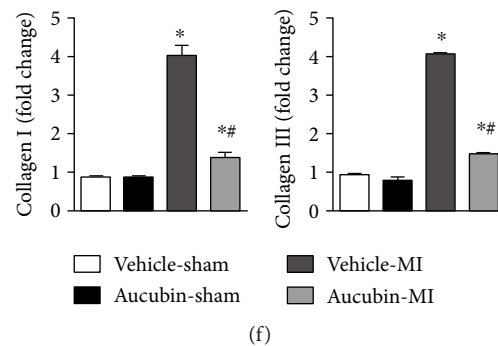 Collagen I (fold change)
5
4
3
2
1
0
*
*#
Collagen III (fold change)
5
4
3
2
1
0
*
*#
Vehicle-sham
Vehicle-MI
Aucubin-sham
Aucubin-MI
(f)